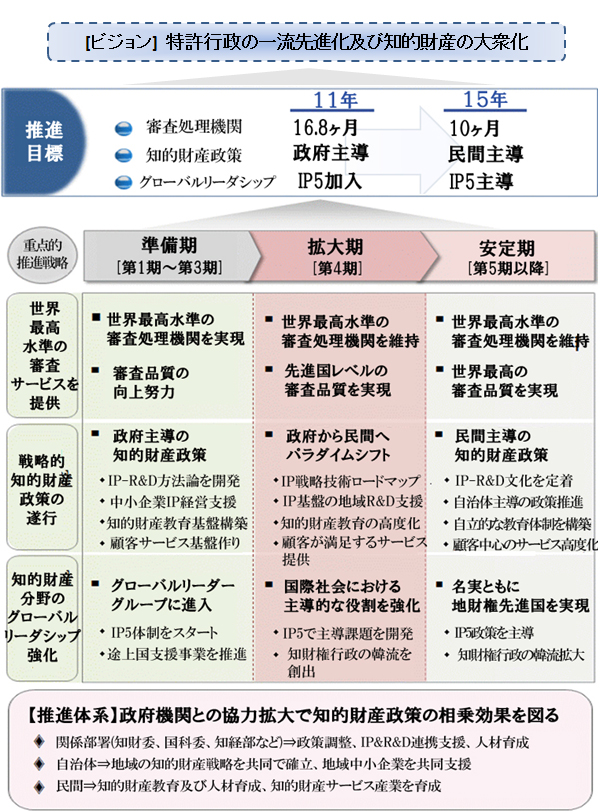 [ビジョン] 特許行政の一流先進化及び知的財産の大衆化
推進
目標
11年
15年
審査処理機関
16.8ヶ月
10ヶ月
知的財産政策
政府主導
民間主導
グローバルリーダシップ
IP5加入
IP5主導
重点的
推進戦略
準備期
[第1期～第3期]
拡大期
[第4期]
安定期
[第5期以降]
世界
最高
水準の
審査
サービスを
提供
世界最高水準の
審査処理機関を実現
審査品質の
向上努力
世界最高水準の
審査処理機関を維持
先進国レベルの
審査品質を実現
世界最高水準の
審査処理機関を維持
世界最高の
審査品質を実現
戦略的
知的財産
政策の
遂行
政府主導の
知的財産政策
IP-R&D方法論を開発
中小企業IP経営支援
知的財産教育基盤構築
顧客サービス基盤作り
政府から民間へ
パラダイムシフト
IP戦略技術ロードマップ
IP基盤の地域R&D支援
知的財産教育の高度化
顧客が満足するサービス
提供
民間主導の
知的財産政策
IP-R&D文化を定着
自治体主導の政策推進
自立的な教育体制を構築
顧客中心のサービス高度化
知的財産
分野の
グローバル
リーダシップ
強化
グローバルリーダー
グループに進入
IP5体制をスタート
途上国支援事業を推進
国際社会における
主導的な役割を強化
IP5で主導課題を開発
知財権行政の韓流を
創出
名実ともに
地財権先進国を実現
IP5政策を主導
知財権行政の韓流拡大
【推進体系】政府機関との協力拡大で知的財産政策の相乗効果を図る
関係部署(知財委、国科委、知経部など)⇒政策調整、IP&R&D連携支援、人材育成
自治体⇒地域の知的財産戦略を共同で確立、地域中小企業を共同支援
民間⇒知的財産教育及び人材育成、知的財産サービス産業を育成